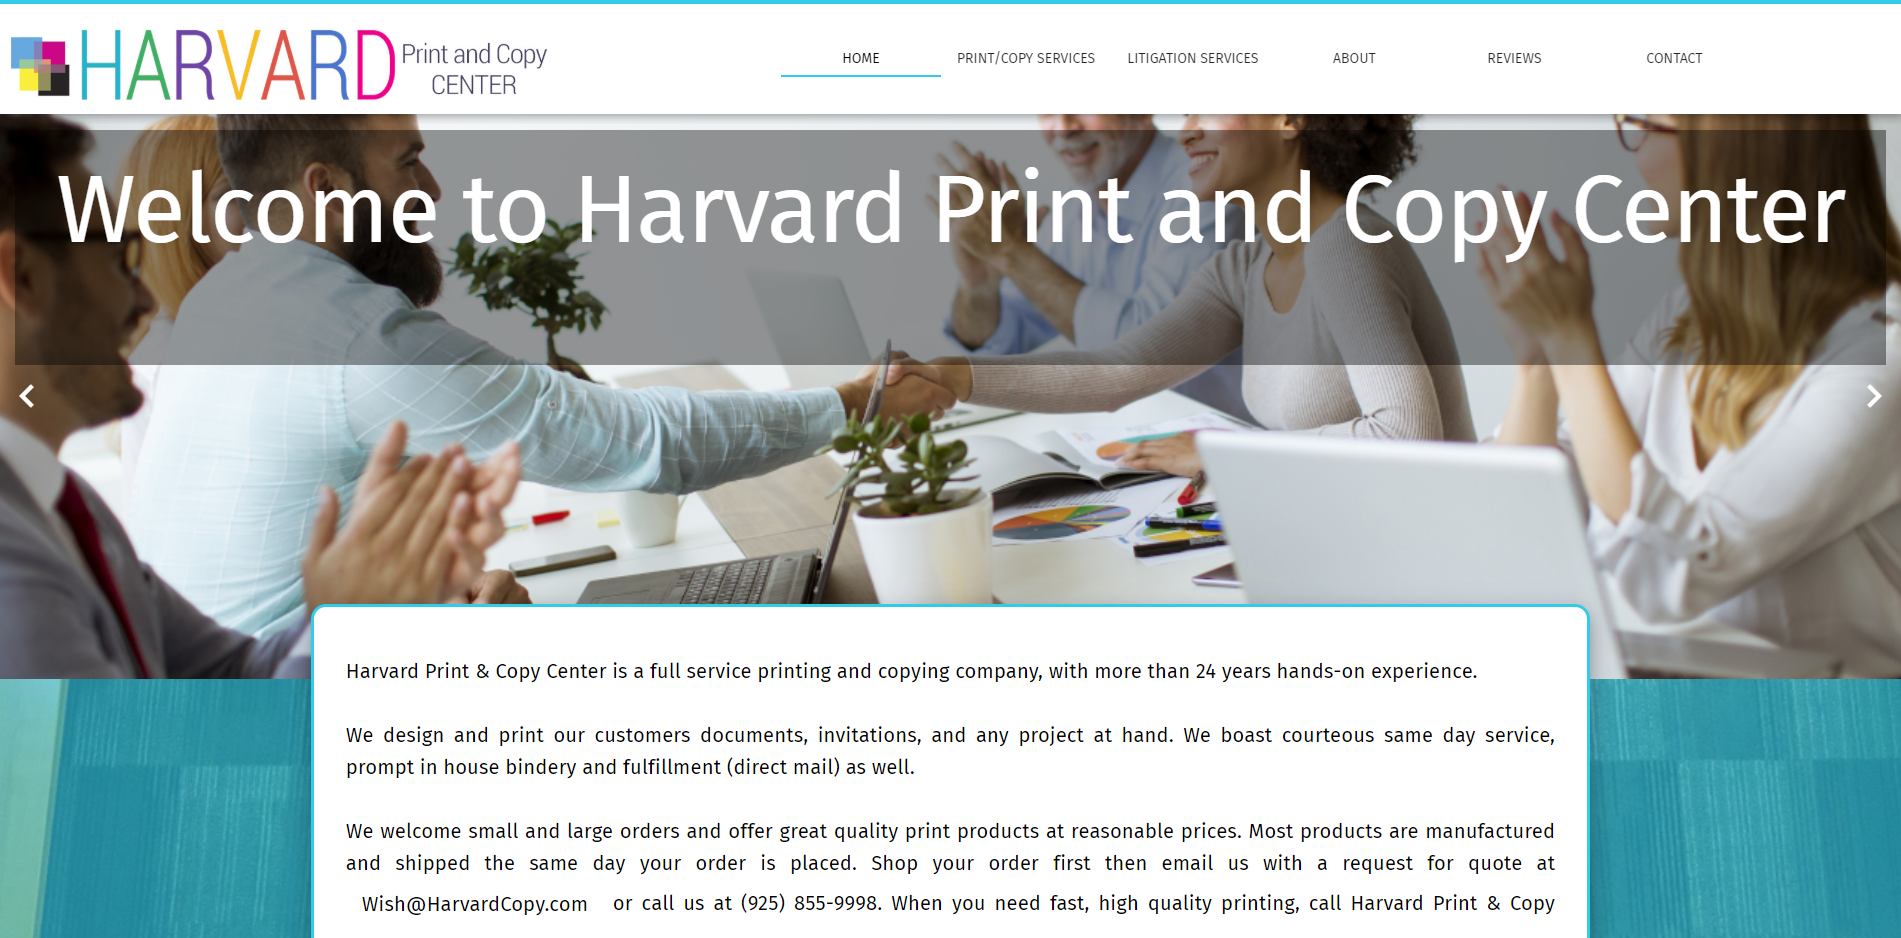 HARVARD Print and Copy
CENTER
HOME PRINT/COPY SERVICES LITIGATION SERVICES ABOUT REVIEWS CONTACT
Welcome to Harvard Print and Copy Center
Harvard Print & Copy Center is a full service printing and copying company, with more than 24 years hands-on experience.
We design and print our customers documents, invitations, and any project at hand. We boast courteous same day service,
prompt in house bindery and fulfillment (direct mail) as well.
We welcome small and large orders and offer great quality print products at reasonable prices. Most products are manufactured
and shipped the same day your order is placed. Shop your order first then email us with a request for quote at
Wish@HarvardCopy.com or call us at (925) 855-9998. When you need fast, high quality printing, call Harvard Print & Copy